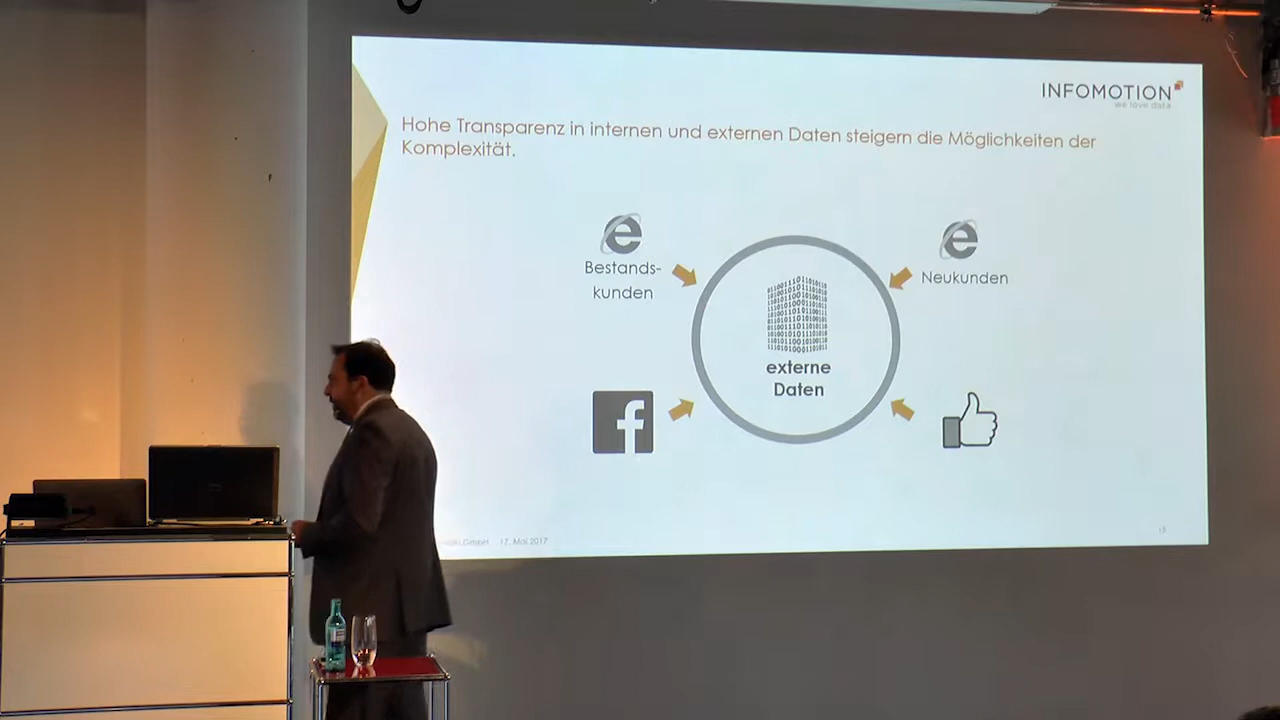 INFOMOTION
we love data
Hohe Transparenz in internen und externen Daten steigern die Möglichkeiten der
Komplexität.
Bestands-
kunden
Neukunden
externe
Daten
GmbH 17. Mai 2017